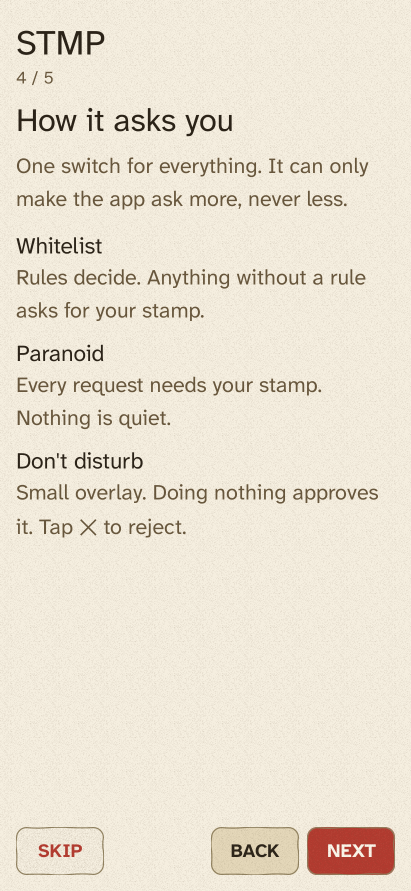 STMP
4 / 5
How it asks you
One switch for everything. It can only
make the app ask more, never less.
Whitelist
Rules decide. Anything without a rule
asks for your stamp.
Paranoid
Every request needs your stamp.
Nothing is quiet.
Don't disturb
Small overlay. Doing nothing approves
it. Tap ✕ to reject.
SKIP
BACK
NEXT